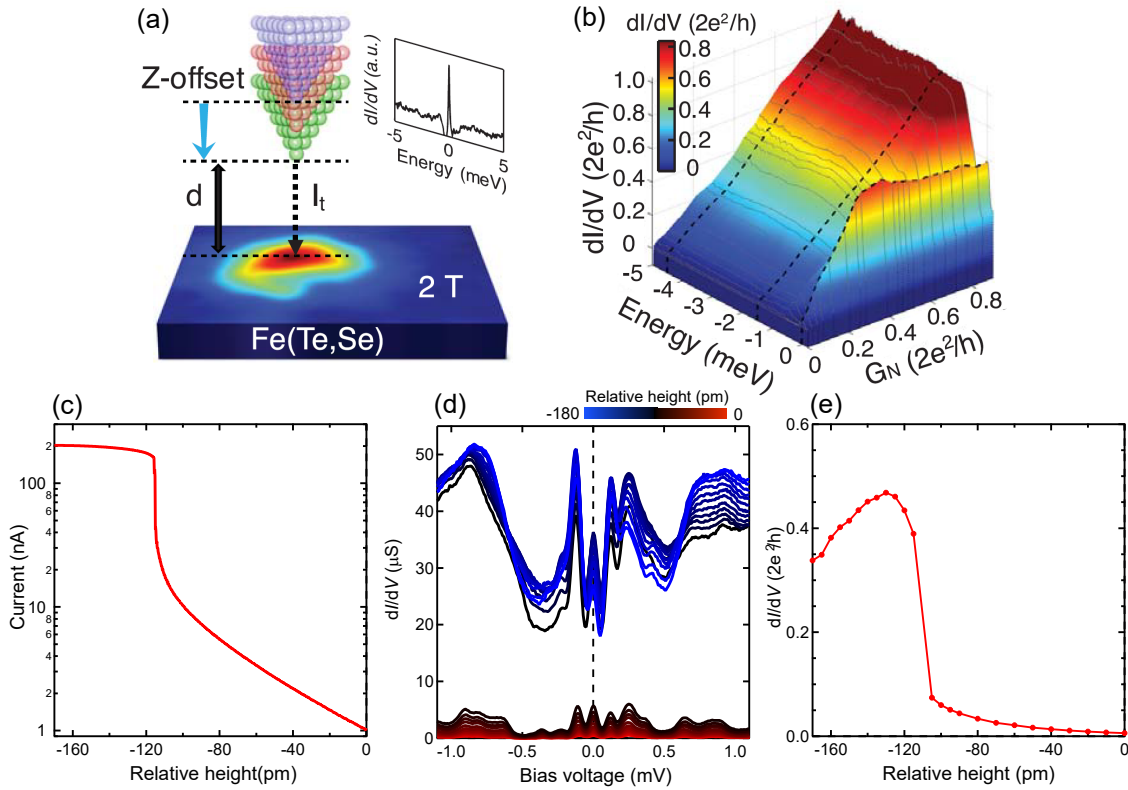 (a)
Z-offset
d
I_t
2 T
Fe(Te,Se)
dI/dV (a.u.)
-5
0
5
Energy
(meV)
(b)
dI/dV (2e²/h)
0.8
0.6
0.4
0.2
0
dI/dV (2e²/h)
1.0
0.8
0.6
0.4
0.2
0
-5
-4
-3
-2
-1
0
Energy (meV)
0
0.2
0.4
0.6
0.8
G_N (2e²/h)
(c)
Current (nA)
2
100
8
6
4
2
10
8
6
4
2
1
-160
-120
-80
-40
0
Relative height(pm)
(d)
Relative height (pm)
-180
0
dI/dV (µS)
50
40
30
20
10
0
-1.0
-0.5
0.0
0.5
1.0
Bias voltage (mV)
(e)
dI/dV (2e²/h)
0.6
0.4
0.2
0.0
-160
-120
-80
-40
0
Relative height (pm)